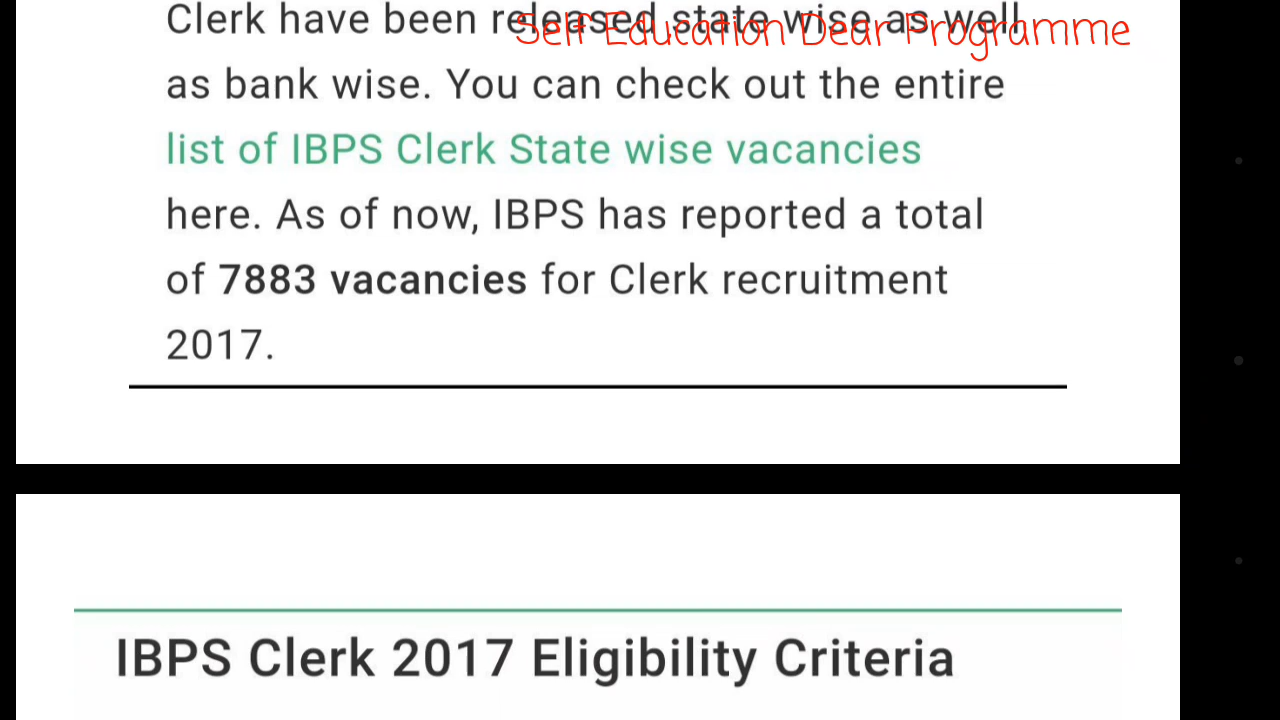 Clerk have been released state wise as well
Self Education Dear Programme
as bank wise. You can check out the entire
list of IBPS Clerk State wise vacancies
here. As of now, IBPS has reported a total
of 7883 vacancies for Clerk recruitment
2017.
IBPS Clerk 2017 Eligibility Criteria